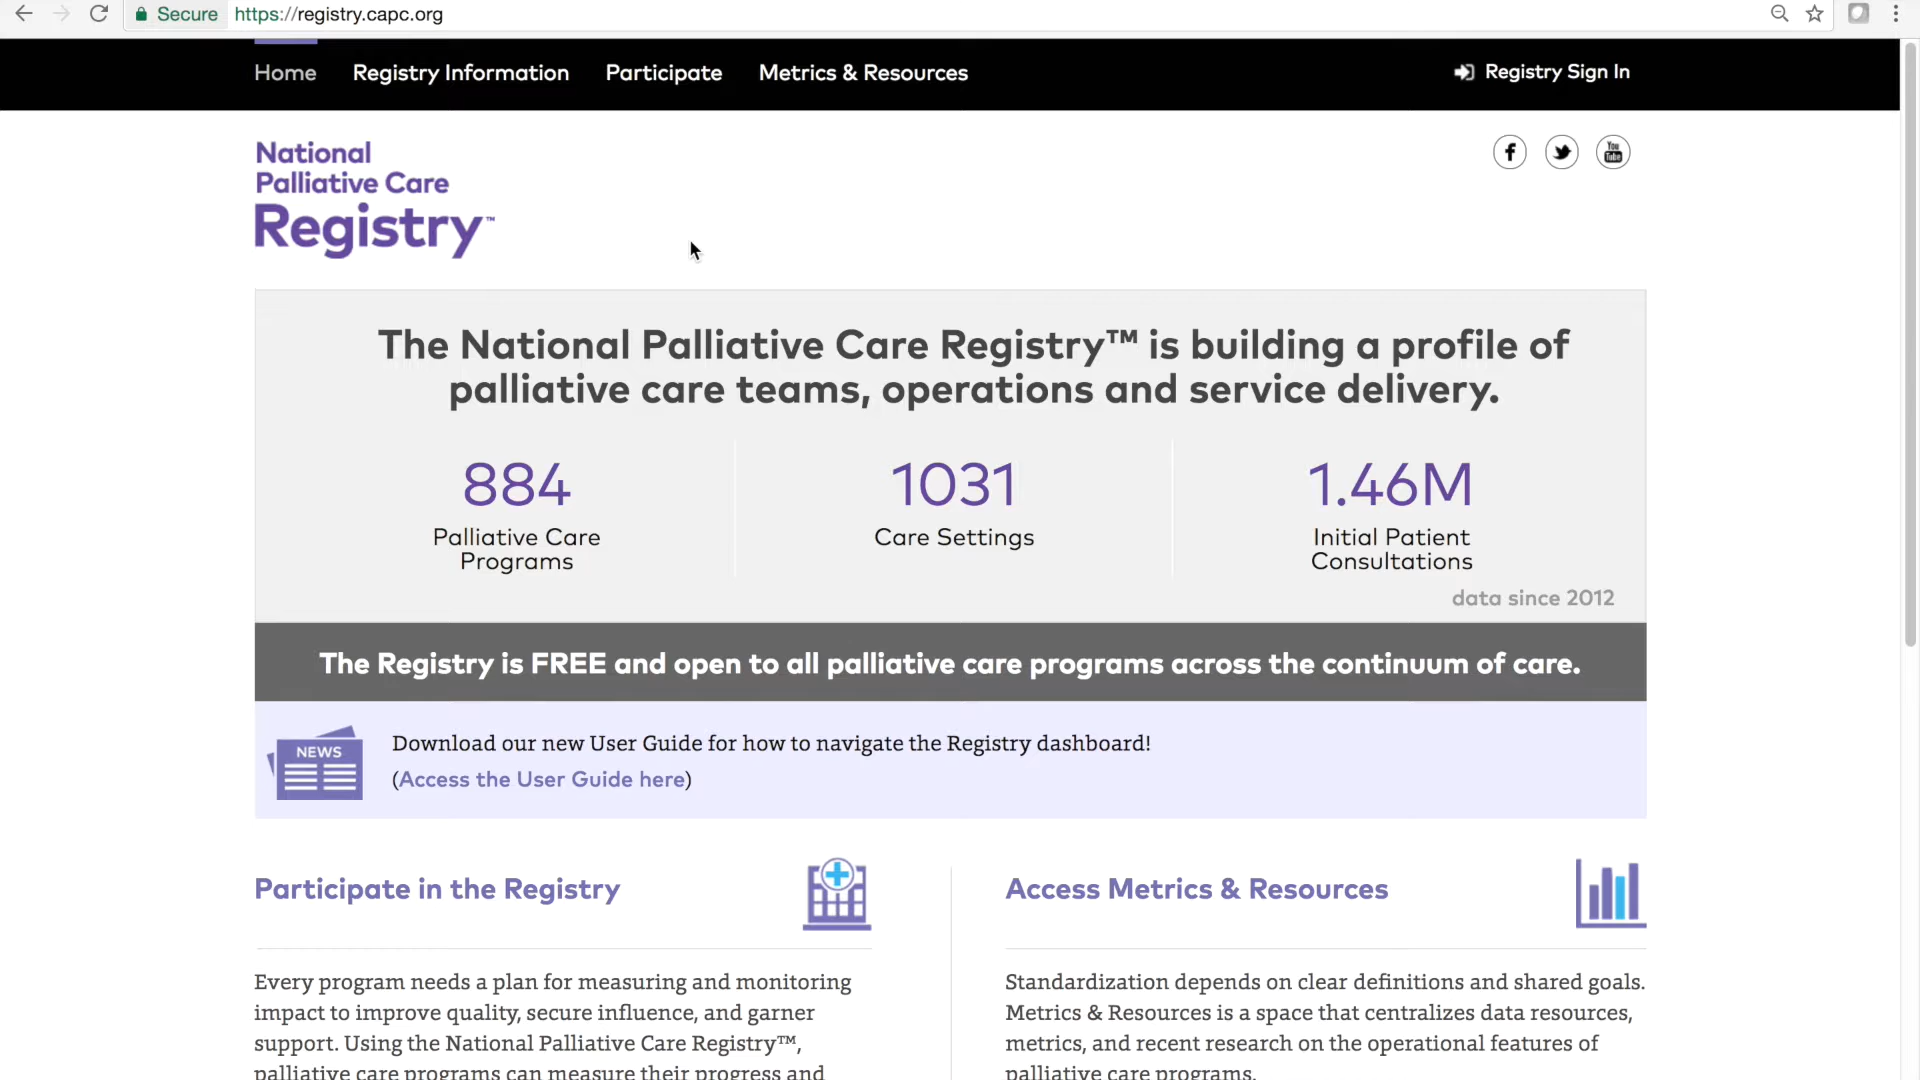 Secure https://registry.capc.org
Home Registry Information Participate Metrics & Resources Registry Sign In
National
Palliative Care
Registry™
f
You
Tube
The National Palliative Care Registry™ is building a profile of
palliative care teams, operations and service delivery.
884 1031 1.46M
Palliative Care Care Settings Initial Patient
Programs Consultations
data since 2012
The Registry is FREE and open to all palliative care programs across the continuum of care.
NEWS
Download our new User Guide for how to navigate the Registry dashboard!
(Access the User Guide here)
Participate in the Registry
Every program needs a plan for measuring and monitoring
impact to improve quality, secure influence, and garner
support. Using the National Palliative Care Registry™,
palliative care programs can measure their progress and
Access Metrics & Resources
Standardization depends on clear definitions and shared goals.
Metrics & Resources is a space that centralizes data resources,
metrics, and recent research on the operational features of
palliative care programs.